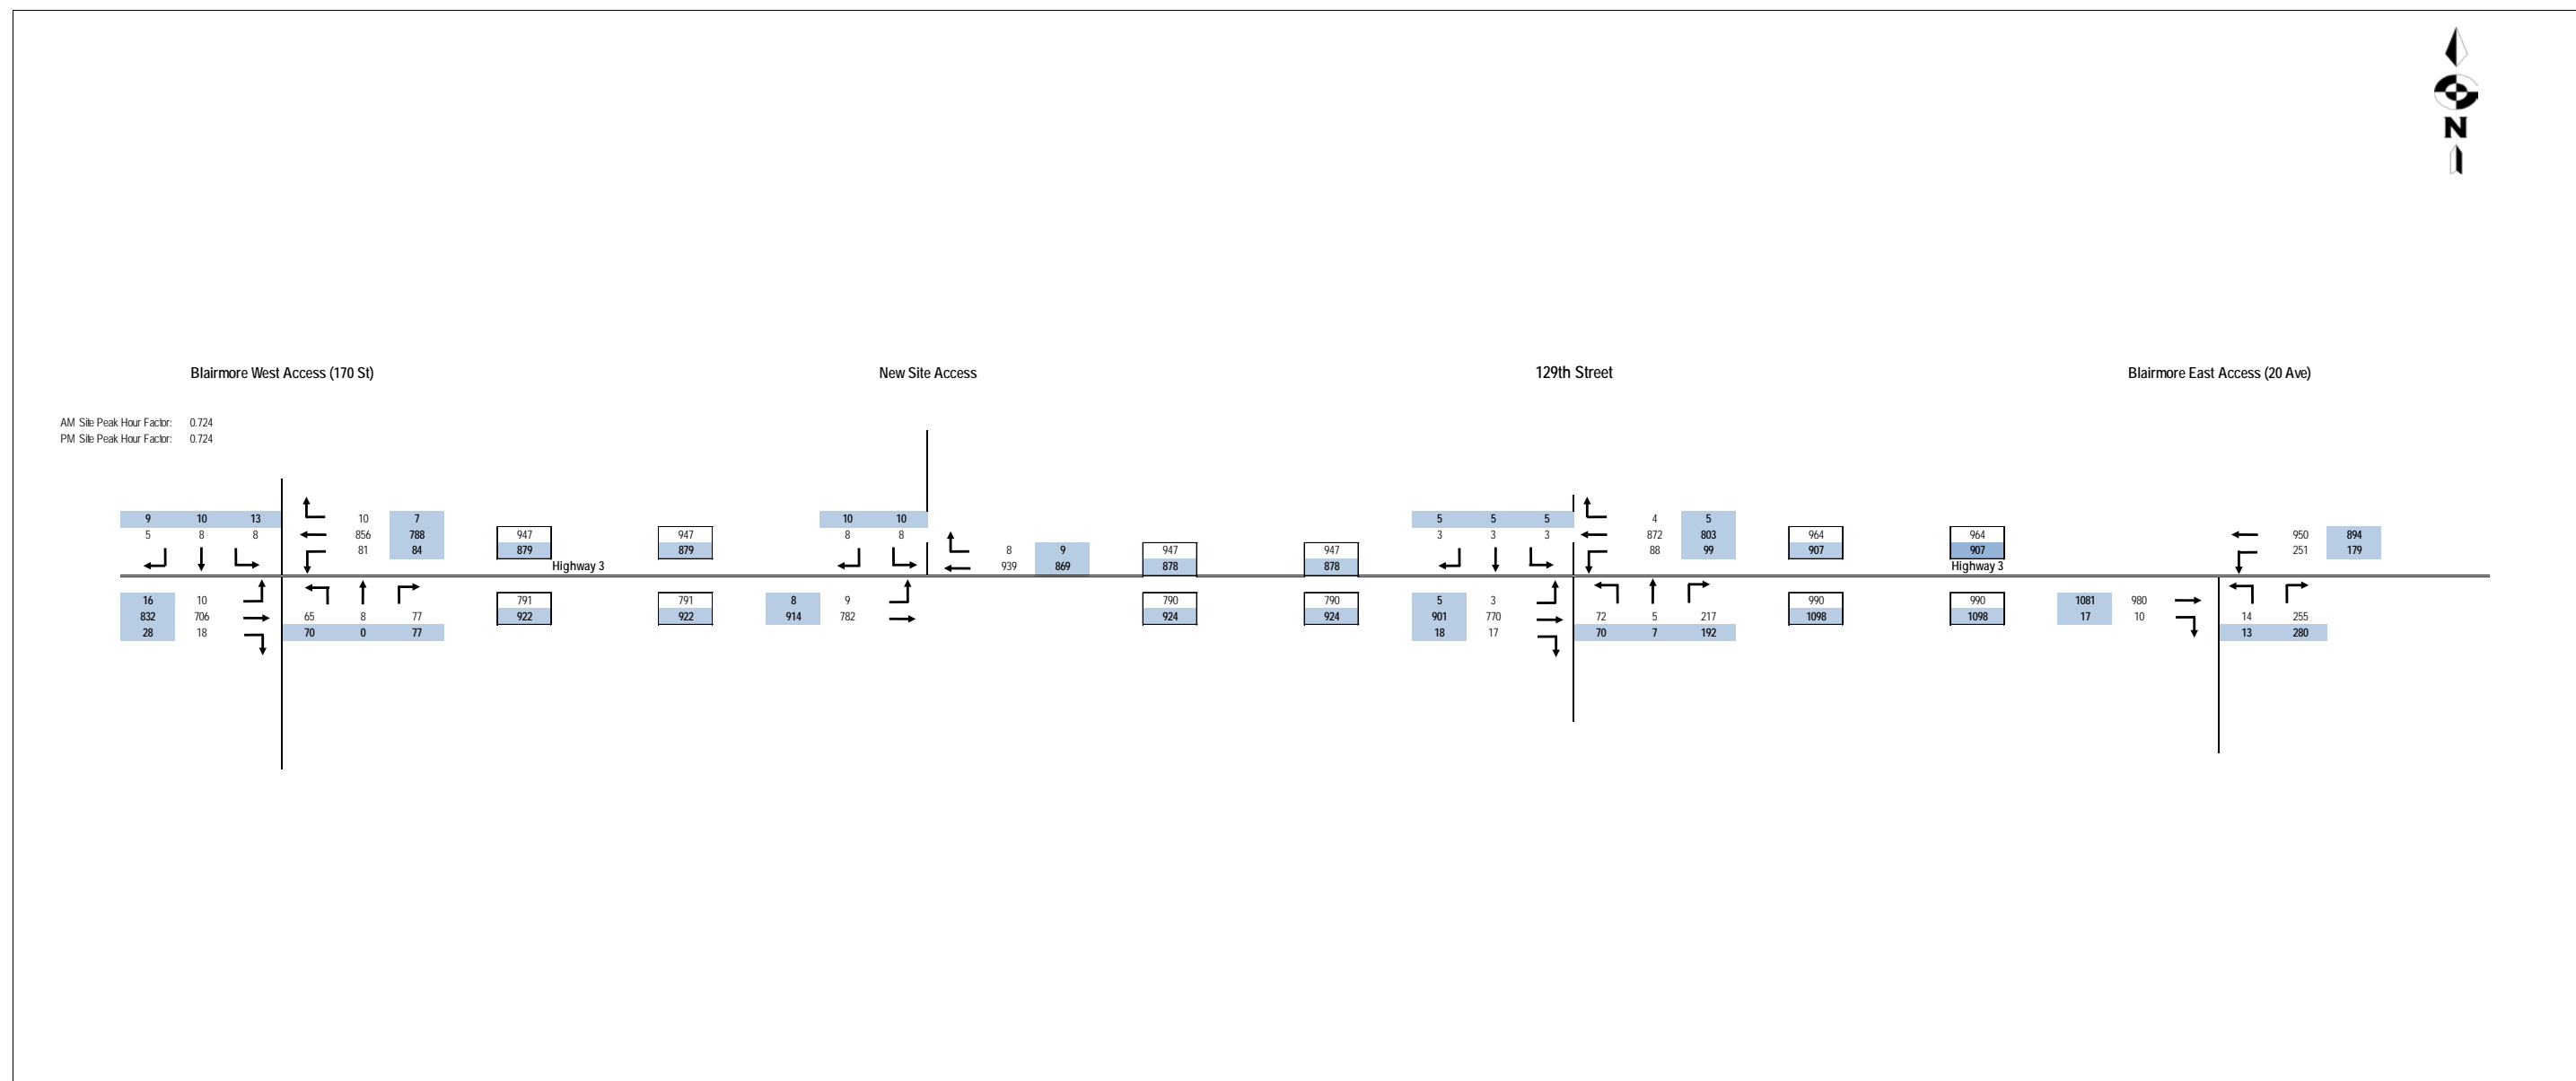 N
Blairmore West Access (170 St) New Site Access 129th Street Blairmore East Access (20 Ave)
AM Site Peak Hour Factor: 0.724
PM Site Peak Hour Factor: 0.724
9 10 13 10 7 10 10 5 5 5 4 5
5 8 8 856 788 947 947 8 8 3 3 3 872 803 964 964 950 894
81 84 879 879 8 9 947 947 88 99 907 907 251 179
Highway 3 939 869 878 878 Highway 3
16 10 791 791 8 9 790 790 5 3 990 990 1081 980
832 706 65 8 77 922 922 914 782 924 924 901 770 72 5 217 1098 1098 17 10 14 255
28 18 70 0 77 18 17 70 7 192 13 280